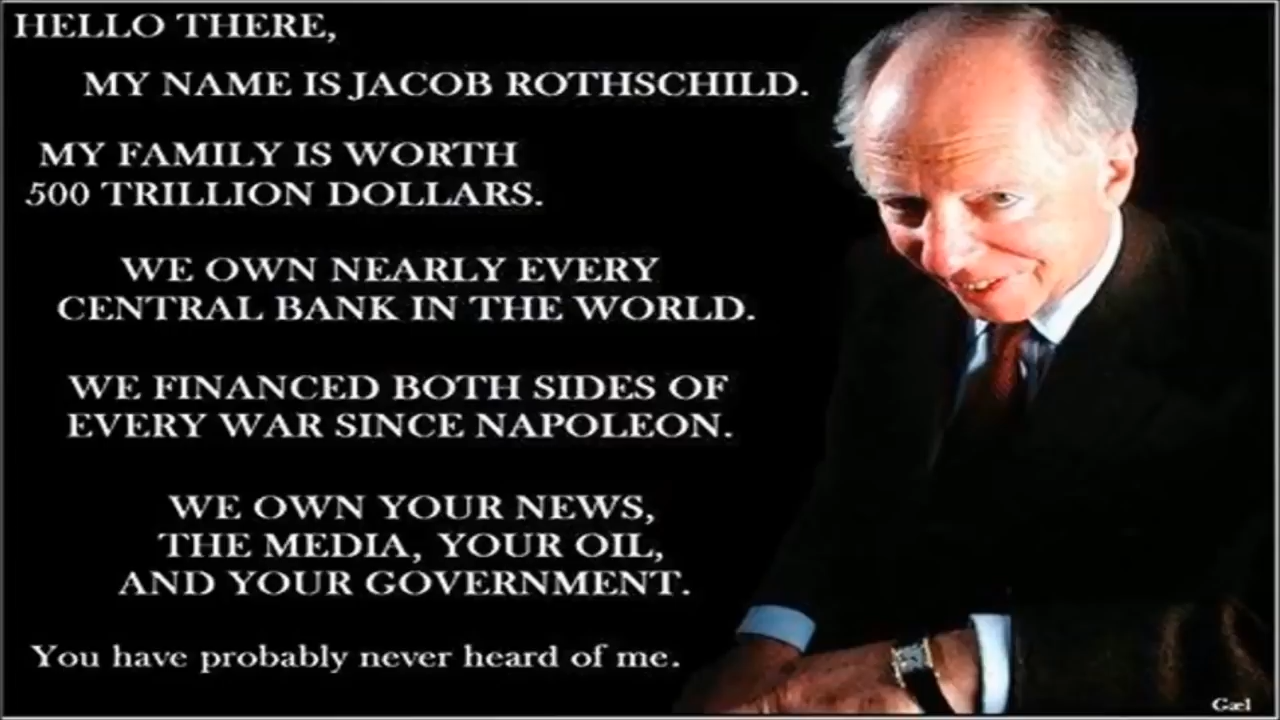 HELLO THERE,
MY NAME IS JACOB ROTHSCHILD.
MY FAMILY IS WORTH
500 TRILLION DOLLARS.
WE OWN NEARLY EVERY
CENTRAL BANK IN THE WORLD.
WE FINANCED BOTH SIDES OF
EVERY WAR SINCE NAPOLEON.
WE OWN YOUR NEWS,
THE MEDIA, YOUR OIL,
AND YOUR GOVERNMENT.
You have probably never heard of me.
Gæl